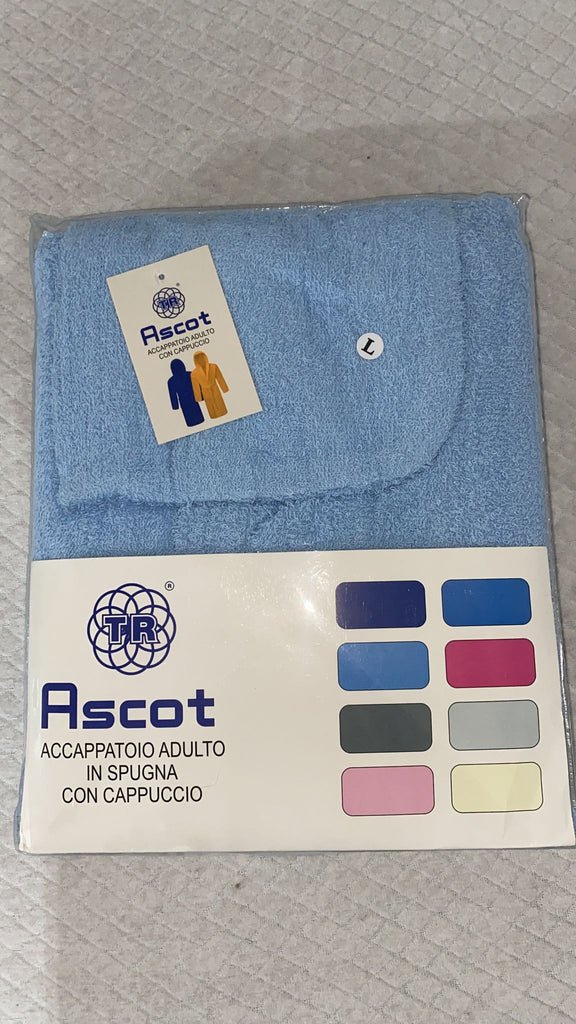 TR
Ascot
ACCAPPATOIO ADULTO
CON CAPPUCCIO
L
TR®
Ascot
ACCAPPATOIO ADULTO
IN SPUGNA
CON CAPPUCCIO